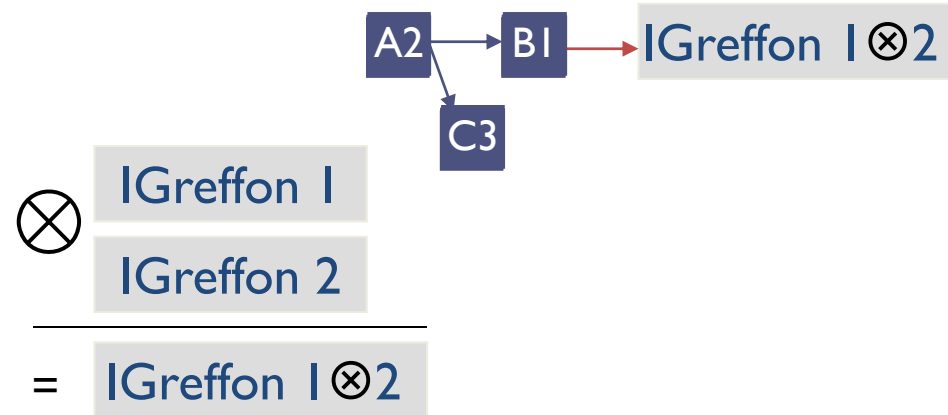 A2 B1 IGreffon 1⊗2
C3
IGreffon 1
⊗
IGreffon 2
= IGreffon 1⊗2